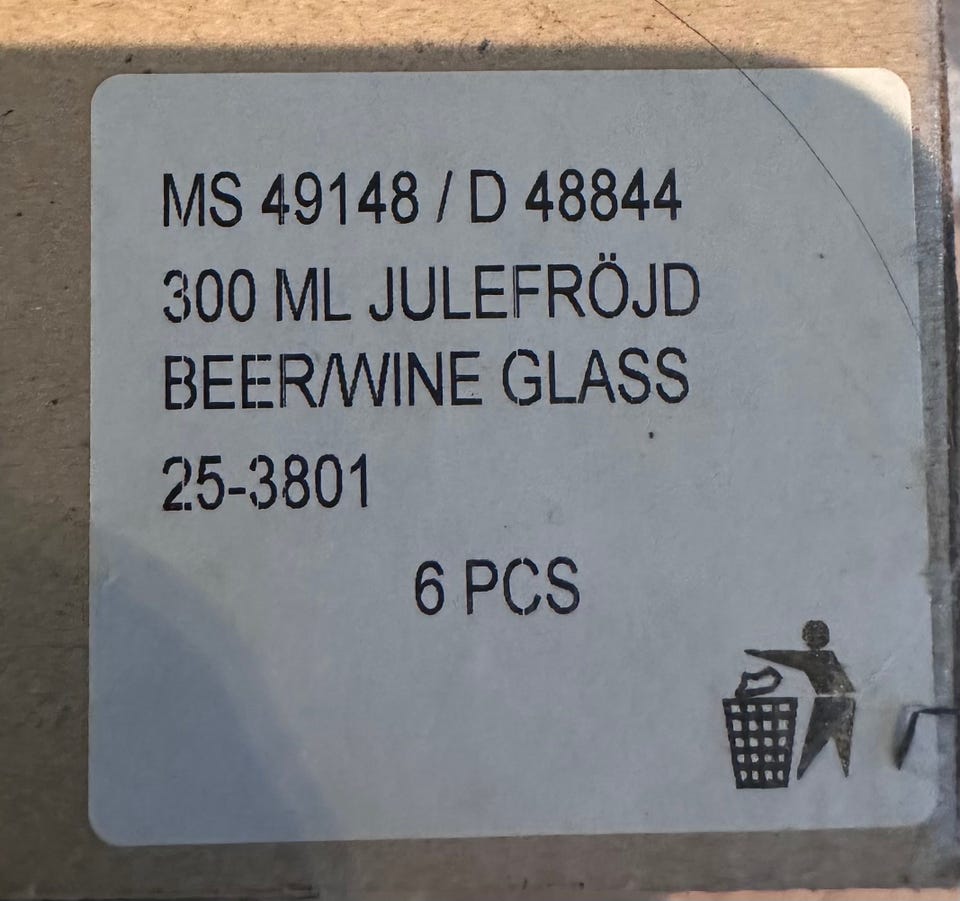 MS 49148 / D 48844
300 ML JULEFRÖJD
BEER/WINE GLASS
25-3801
6 PCS